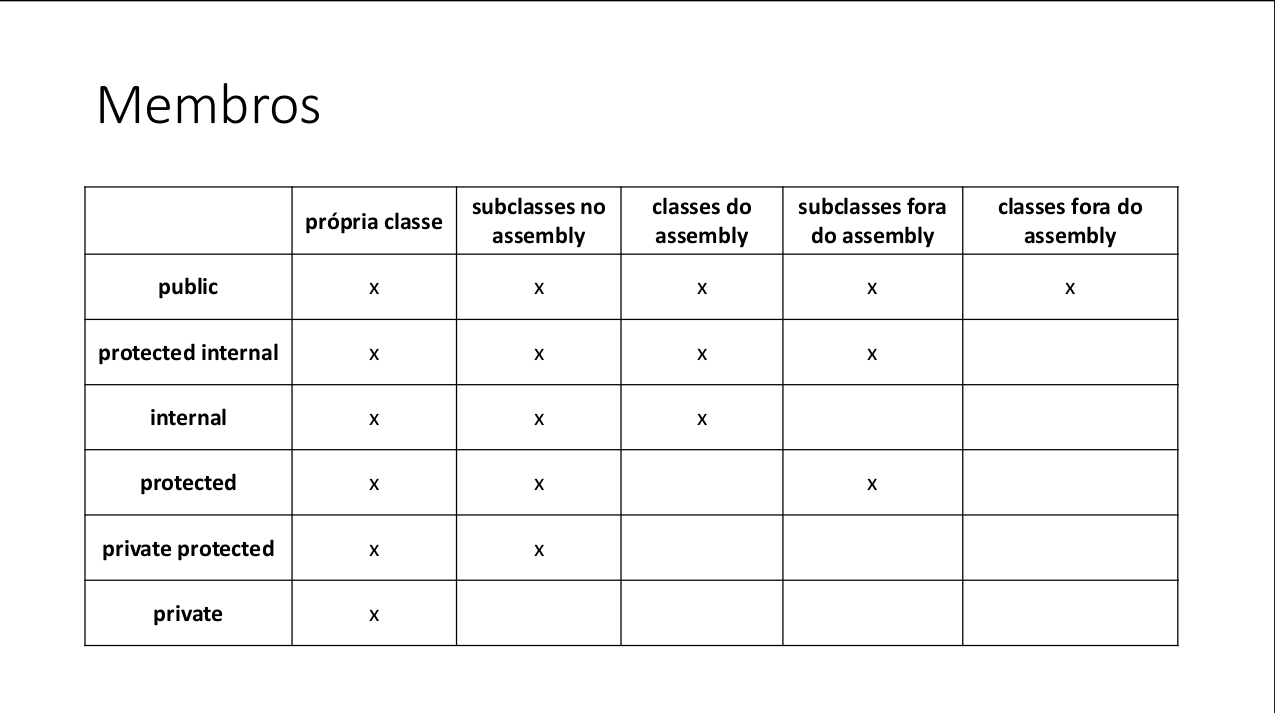 Membros
própria classe
subclasses no
assembly
classes do
assembly
subclasses fora
do assembly
classes fora do
assembly
public x x x x x
protected internal x x x x
internal x x x
protected x x x
private protected x x
private x